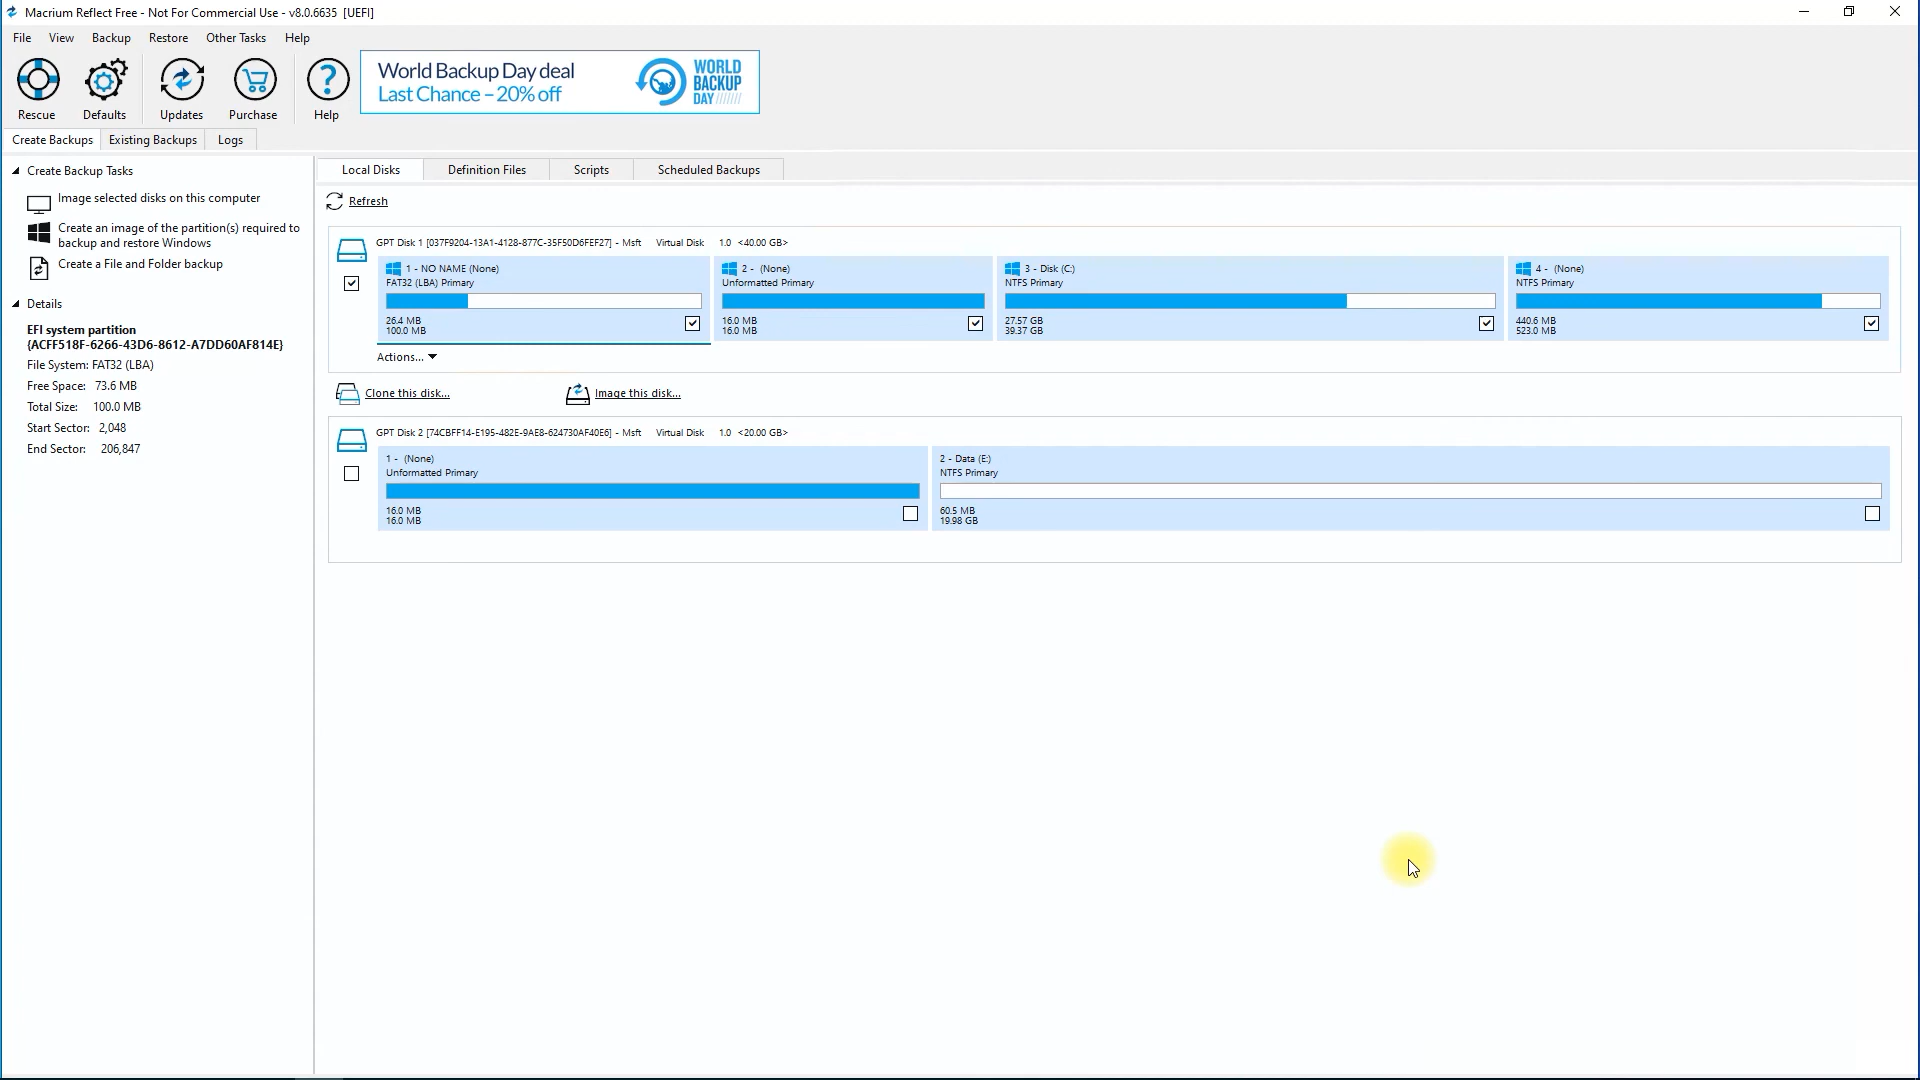 Macrium Reflect Free - Not For Commercial Use - v8.0.6635  [UEFI]
File View Backup Restore Other Tasks Help
Rescue Defaults Updates Purchase ? Help
World Backup Day deal
Last Chance – 20% off
WORLD
BACKUP
DAY
Create Backups Existing Backups Logs
Create Backup Tasks
Image selected disks on this computer
Create an image of the partition(s) required to
backup and restore Windows
Create a File and Folder backup
Details
EFI system partition
{ACFF518F-6266-43D6-8612-A7DD60AF814E}
File System: FAT32 (LBA)
Free Space: 73.6 MB
Total Size: 100.0 MB
Start Sector: 2,048
End Sector: 206,847
Local Disks Definition Files Scripts Scheduled Backups
Refresh
GPT Disk 1 [037F9204-13A1-4128-877C-35F50D6FEF27] - Msft Virtual Disk 1.0 <40.00 GB>
1 - NO NAME (None)
FAT32 (LBA) Primary
26.4 MB
100.0 MB
2 - (None)
Unformatted Primary
16.0 MB
16.0 MB
3 - Disk (C:)
NTFS Primary
27.57 GB
39.37 GB
4 - (None)
NTFS Primary
440.6 MB
523.0 MB
Actions...
Clone this disk... Image this disk...
GPT Disk 2 [74CBFF14-E195-482E-9AE8-624730AF40E6] - Msft Virtual Disk 1.0 <20.00 GB>
1 - (None)
Unformatted Primary
16.0 MB
16.0 MB
2 - Data (E:)
NTFS Primary
60.5 MB
19.98 GB